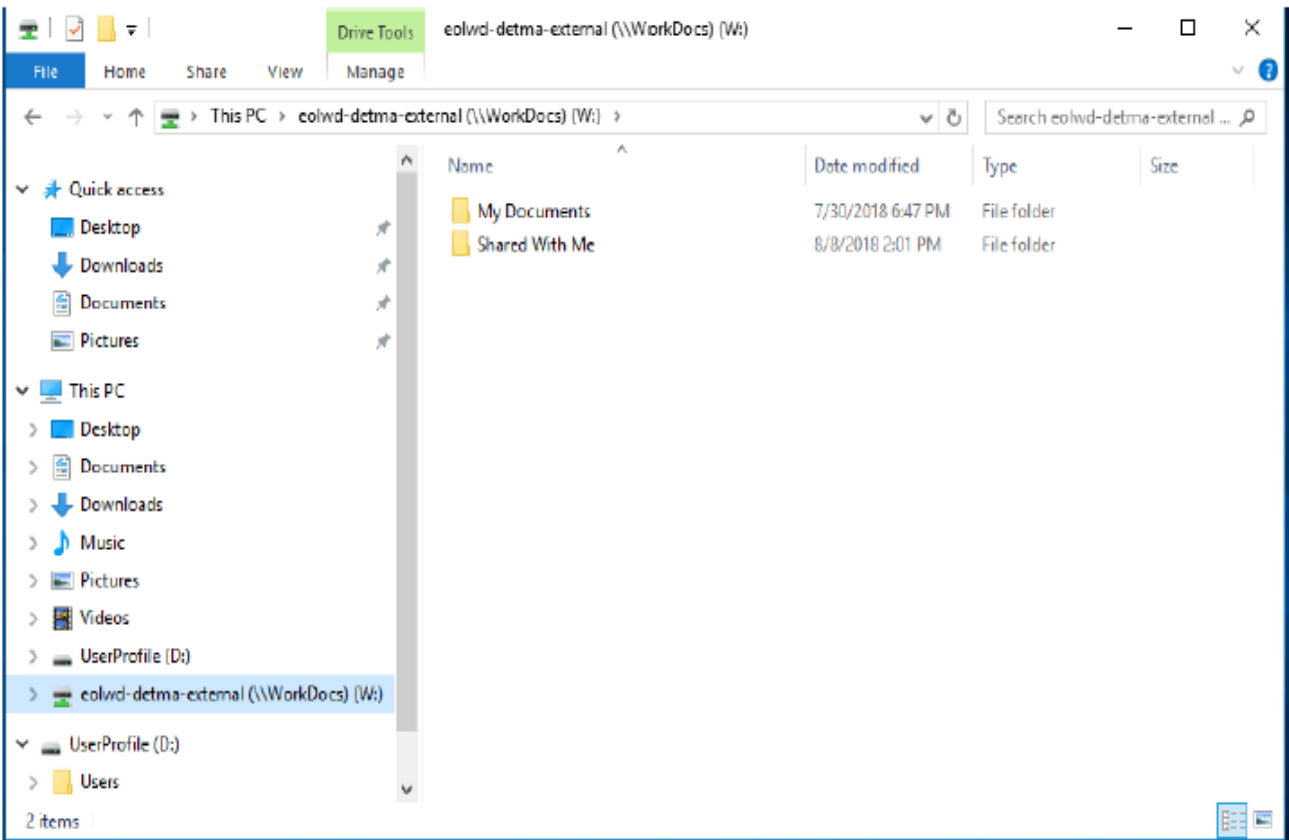 Drive Tools eolwd-detma-external (\\WorkDocs) (W:)
File Home Share View Manage
This PC > eolwd-detma-external (\\WorkDocs) (W:) >
Search eolwd-detma-external ...
Name Date modified Type Size
Quick access
Desktop
Downloads
Documents
Pictures
This PC
Desktop
Documents
Downloads
Music
Pictures
Videos
UserProfile (D:)
eolwd-detma-external (\\WorkDocs) (W:)
UserProfile (D:)
Users
My Documents 7/30/2018 6:47 PM File folder
Shared With Me 8/8/2018 2:01 PM File folder
2 items